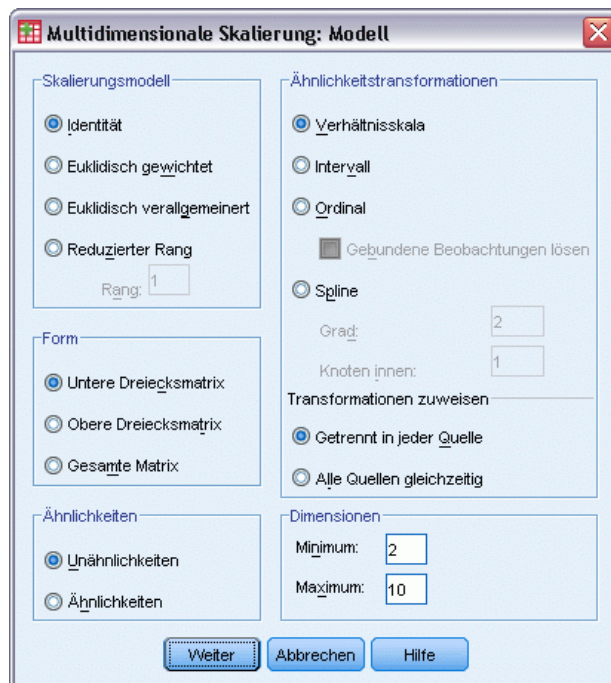 Multidimensionale Skalierung: Modell
Skalierungsmodell
Identität
Euklidisch gewichtet
Euklidisch verallgemeinert
Reduzierter Rang
Rang: 1
Form
Untere Dreiecksmatrix
Obere Dreiecksmatrix
Gesamte Matrix
Ähnlichkeiten
Unähnlichkeiten
Ähnlichkeiten
Ähnlichkeitstransformationen
Verhältnisskala
Intervall
Ordinal
Gebundene Beobachtungen lösen
Spline
Grad: 2
Knoten innen: 1
Transformationen zuweisen
Getrennt in jeder Quelle
Alle Quellen gleichzeitig
Dimensionen
Minimum: 2
Maximum: 10
Weiter
Abbrechen
Hilfe